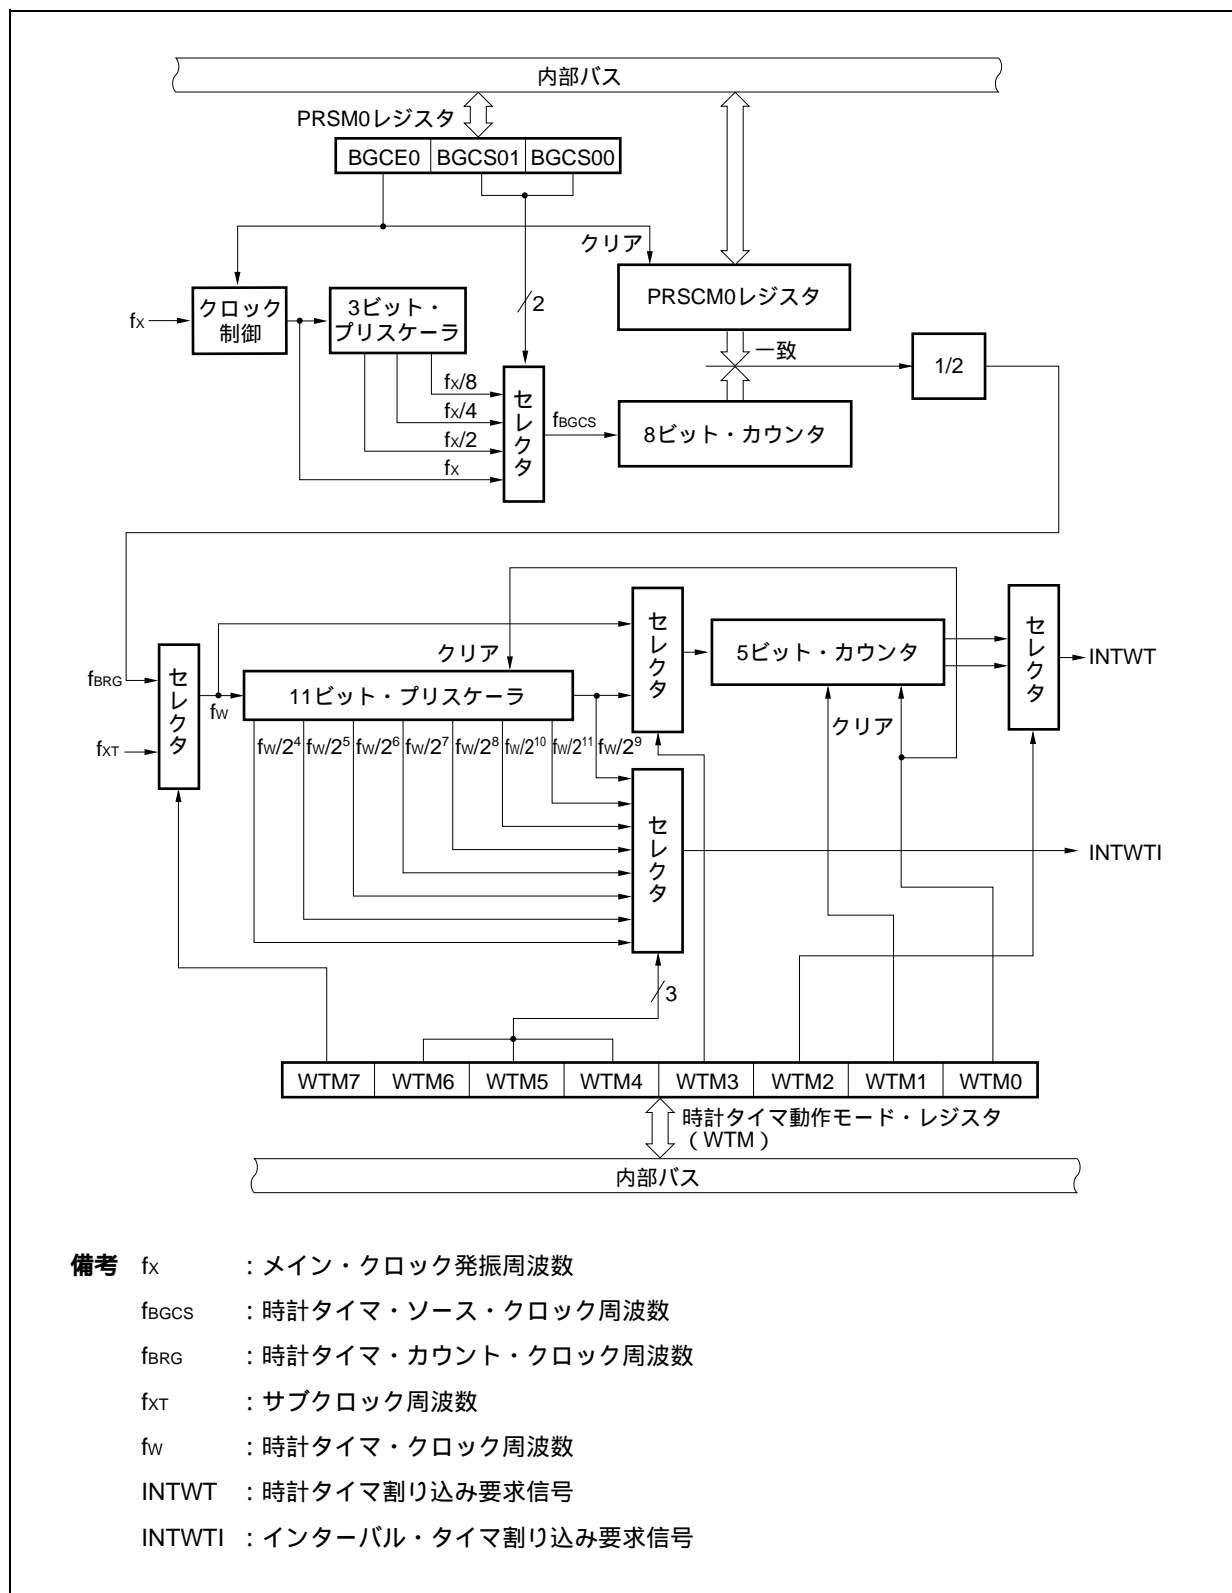 内部バス
PRSM0レジスタ
BGCE0 BGCS01 BGCS00
クリア
fX
クロック
制御
3ビット・
プリスケーラ
2
PRSCM0レジスタ
一致
1/2
fX/8
fX/4
fX/2
fX
セレクタ
fBGCS
8ビット・カウンタ
fBRG
fXT
セレクタ
fW
クリア
11ビット・プリスケーラ
fW/2⁴ fW/2⁵ fW/2⁶ fW/2⁷ fW/2⁸ fW/2¹⁰ fW/2¹¹ fW/2⁹
セレクタ
5ビット・カウンタ
クリア
セレクタ
INTWT
セレクタ
INTWTI
3
WTM7 WTM6 WTM5 WTM4 WTM3 WTM2 WTM1 WTM0
時計タイマ動作モード・レジスタ
（WTM）
内部バス
備考 fX ：メイン・クロック発振周波数
fBGCS ：時計タイマ・ソース・クロック周波数
fBRG ：時計タイマ・カウント・クロック周波数
fXT ：サブクロック周波数
fW ：時計タイマ・クロック周波数
INTWT ：時計タイマ割り込み要求信号
INTWTI ：インターバル・タイマ割り込み要求信号